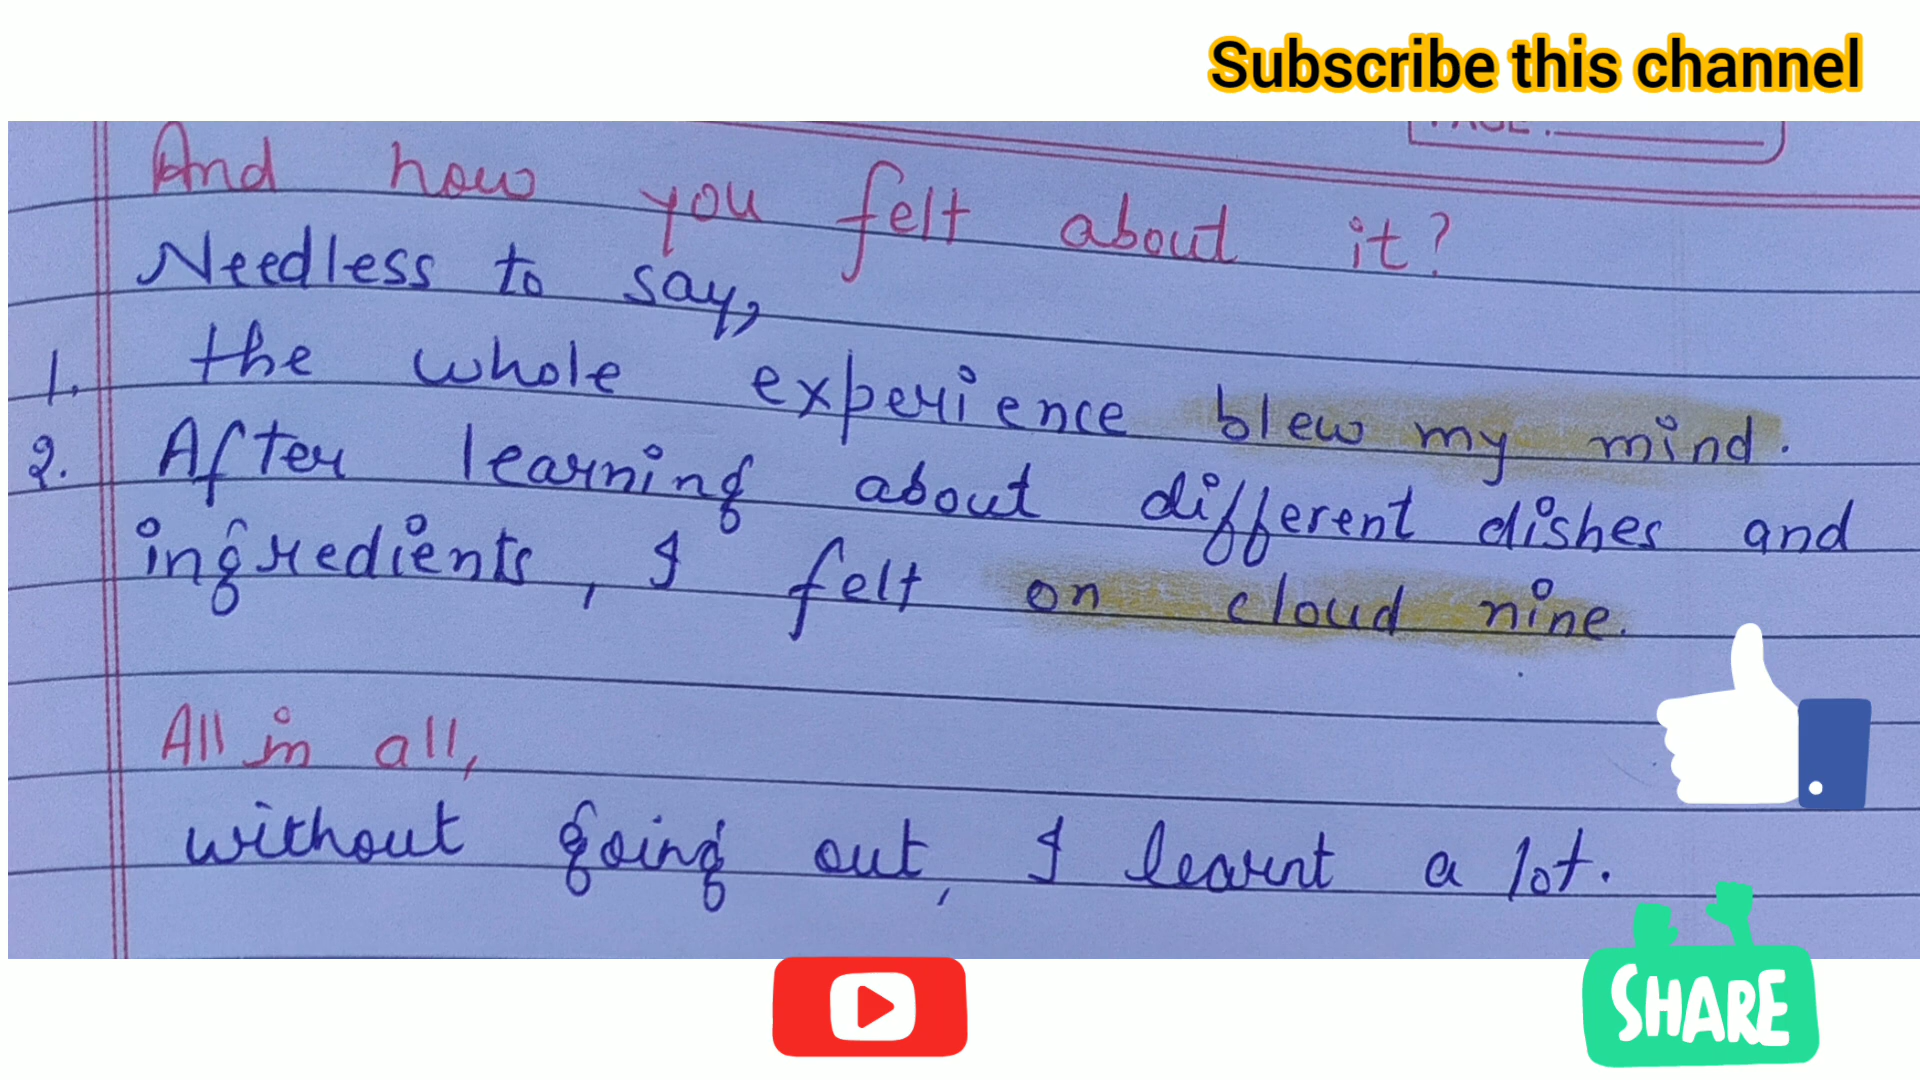 Subscribe this channel
PAGE :
And how you felt about it?
Needless to say,
1. the whole experience blew my mind.
2. After learning about different dishes and
ingredients, I felt on cloud nine.
All in all,
without going out, I learnt a lot.
SHARE